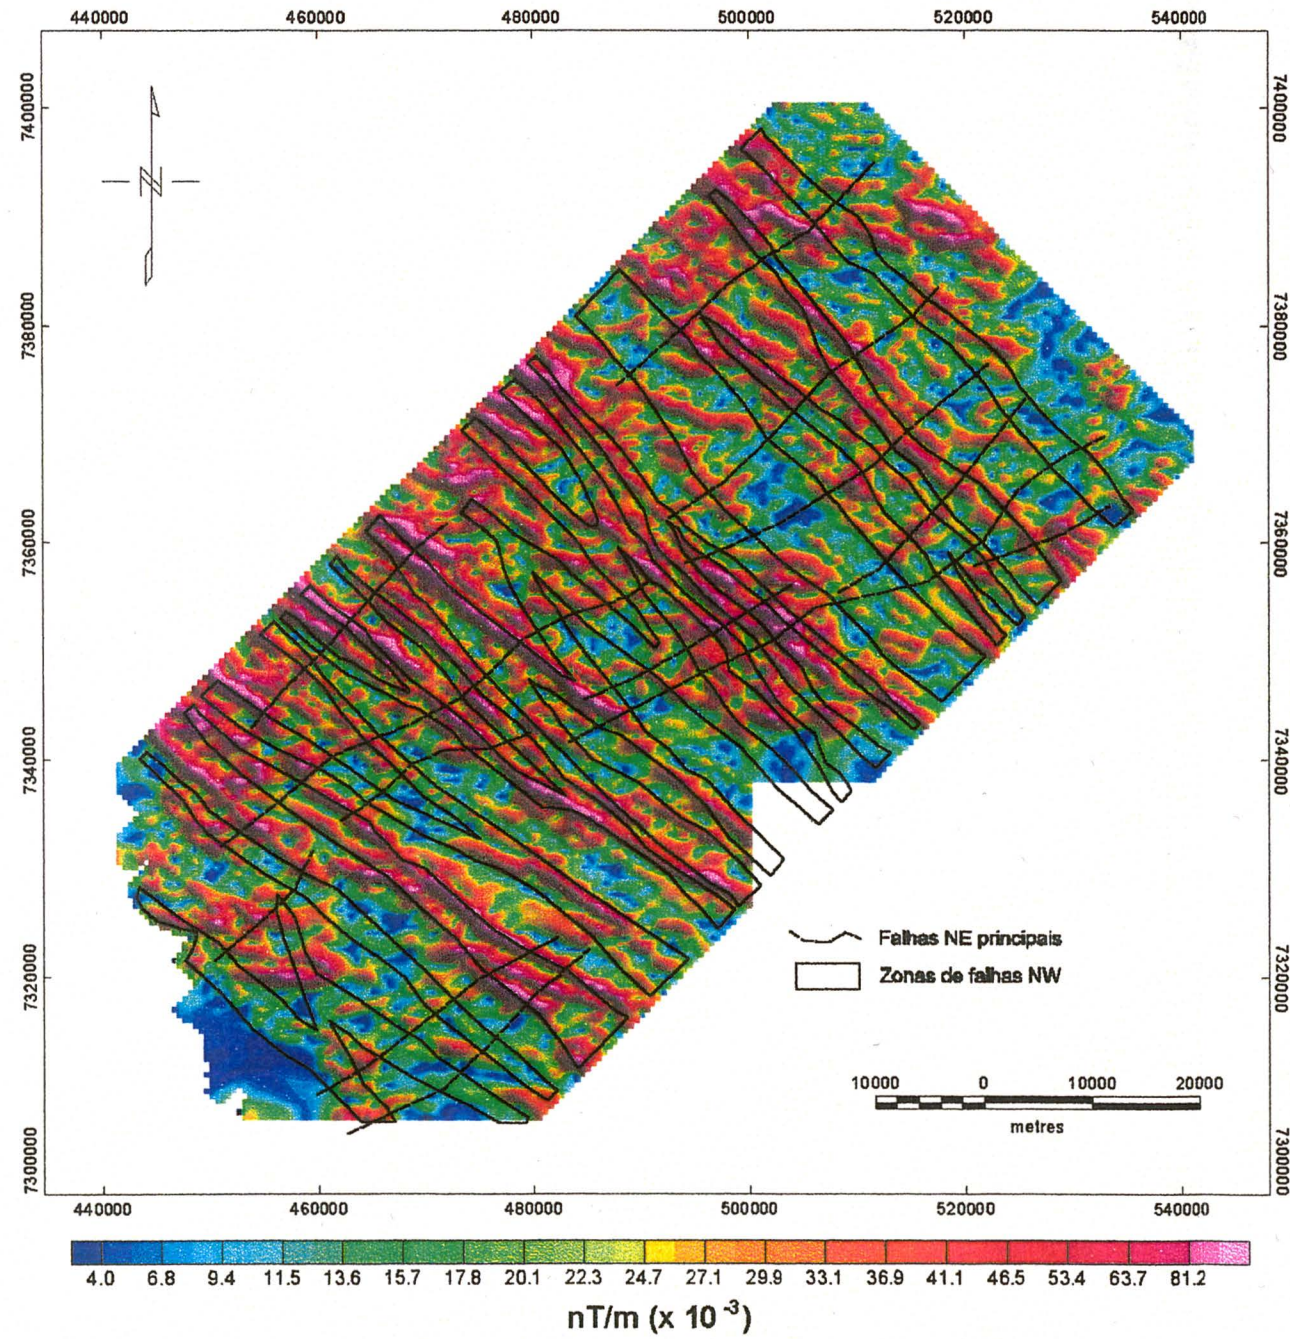 440000 460000 480000 500000 520000 540000
7400000 7400000
N
7380000 7380000
7360000 7360000
7340000 7340000
Falhas NE principais
Zonas de falhas NW
7320000 7320000
10000 0 10000 20000
metres
7300000 7300000
440000 460000 480000 500000 520000 540000
4.0 6.8 9.4 11.5 13.6 15.7 17.8 20.1 22.3 24.7 27.1 29.9 33.1 36.9 41.1 46.5 53.4 63.7 81.2
nT/m (x 10 -3)